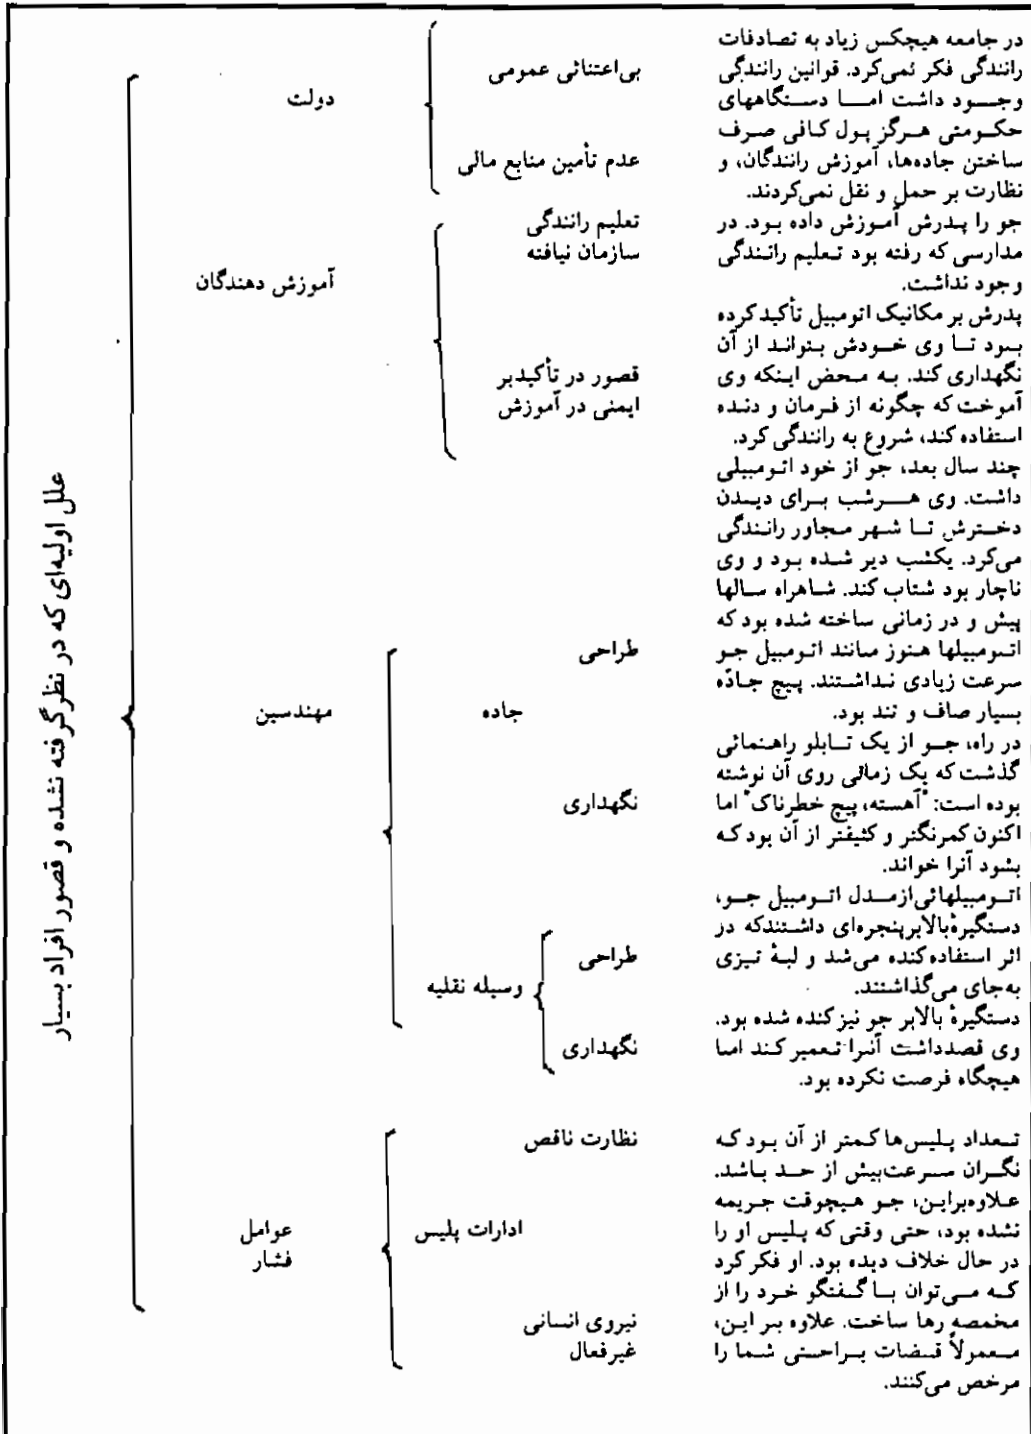 در جامعه هیچکس زیاد به تصادفات
رانندگی فکر نمی‌کرد. قوانین رانندگی
وجود داشت اما دستگاههای
حکومتی هرگز پول کافی صرف
ساختن جاده‌ها، آموزش رانندگان، و
نظارت بر حمل و نقل نمی‌کردند.
جو را پدرش آموزش داده بود. در
مدارسی که رفته بود تعلیم رانندگی
وجود نداشت.
پدرش بر مکانیک اتومبیل تأکید کرده
بود تا وی خودش بتواند از آن
نگهداری کند. به محض اینکه وی
آموخت که چگونه از فرمان و دنده
استفاده کند، شروع به رانندگی کرد.
چند سال بعد، جو از خود اتومبیلی
داشت. وی هرشب برای دیدن
دخترش تا شهر مجاور رانندگی
می‌کرد. یکشب دیر شده بود و وی
ناچار بود شتاب کند. شاهراه سالها
پیش و در زمانی ساخته شده بود که
اتومبیلها هنوز مانند اتومبیل جو
سرعت زیادی نداشتند. پیچ جادّه
بسیار صاف و تند بود.
در راه، جو از یک تابلو راهنمائی
گذشت که یک زمانی روی آن نوشته
بوده است: "آهسته، پیچ خطرناک" اما
اکنون کمرنگتر و کثیفتر از آن بود که
بشود آنرا خواند.
اتومبیلهائی‌از‌مدل اتومبیل جو،
دستگیرهٔ‌بالابر‌پنجره‌ای داشتند‌که در
اثر استفاده‌کنده می‌شد و لبهٔ تیزی
به‌جای می‌گذاشتند.
دستگیرهٔ بالابر جو نیز کنده شده بود.
وی قصد‌داشت آنرا تعمیر کند اما
هیچگاه فرصت نکرده بود.
تعداد پلیس‌ها کمتر از آن بود که
نگران سرعت‌بیش از حد باشد.
علاوه‌براین، جو هیچوقت جریمه
نشده بود، حتی وقتی که پلیس او را
در حال خلاف دیده بود. او فکر کرد
که می‌توان با گفتگو خرد را از
مخمصه رها ساخت. علاوه بر این،
معمولاً قضات براحتی شما را
مرخص می‌کنند.
بی‌اعتنائی عمومی
عدم تأمین منابع مالی
دولت
تعلیم رانندگی
سازمان نیافته
قصور در تأکید‌بر
ایمنی در آموزش
آموزش دهندگان
طراحی
نگهداری
جاده
طراحی
نگهداری
وسیله نقلیه
مهندسین
نظارت ناقص
نیروی انسانی
غیرفعال
ادارات پلیس
عوامل
فشار
علل اولیه‌ای که در نظر گرفته نشده و قصور افراد بسیار